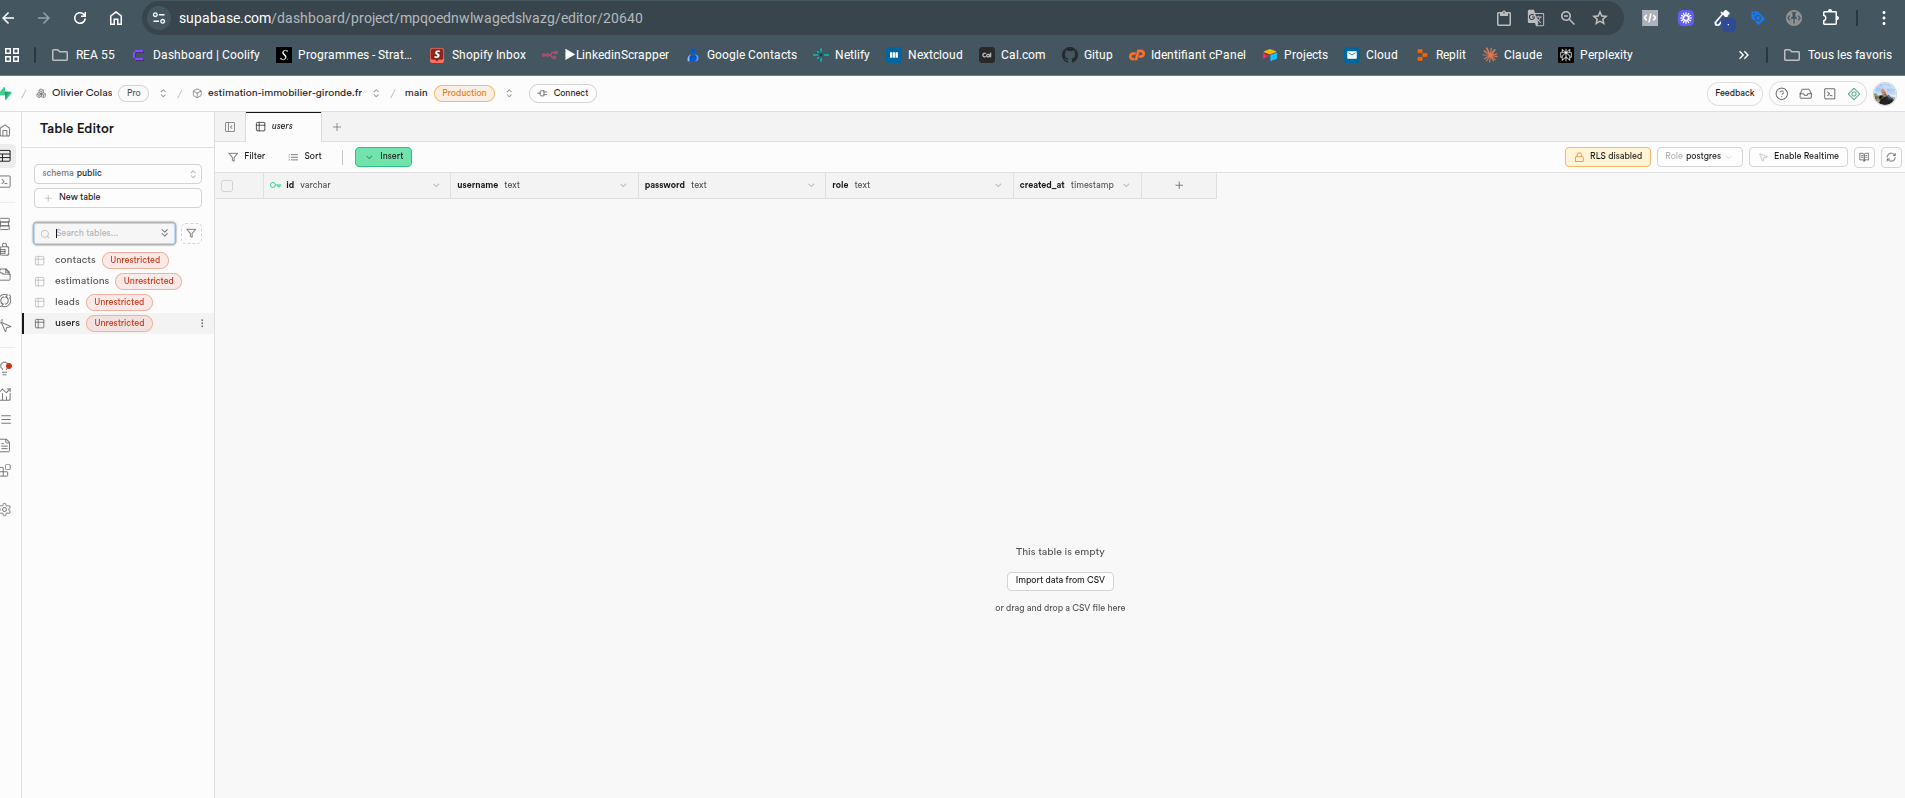 supabase.com/dashboard/project/mpqoednwlwagedslvazg/editor/20640
REA 55 Dashboard | Coolify Programmes - Strat... Shopify Inbox ▶LinkedinScrapper Google Contacts Netlify Nextcloud Cal.com Gitup Identifiant cPanel Projects Cloud Replit Claude Perplexity » Tous les favoris
/ Olivier Colas Pro / estimation-immobilier-gironde.fr / main Production Connect Feedback
Table Editor
users
Filter Sort Insert RLS disabled Role postgres Enable Realtime
schema public
id varchar username text password text role text created_at timestamp
New table
Search tables...
contacts Unrestricted
estimations Unrestricted
leads Unrestricted
users Unrestricted
This table is empty
Import data from CSV
or drag and drop a CSV file here